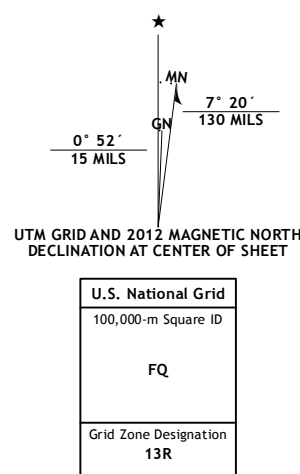 MN
7° 20´
130 MILS
GN
0° 52´
15 MILS
UTM GRID AND 2012 MAGNETIC NORTH
DECLINATION AT CENTER OF SHEET
U.S. National Grid
100,000-m Square ID
FQ
Grid Zone Designation
13R